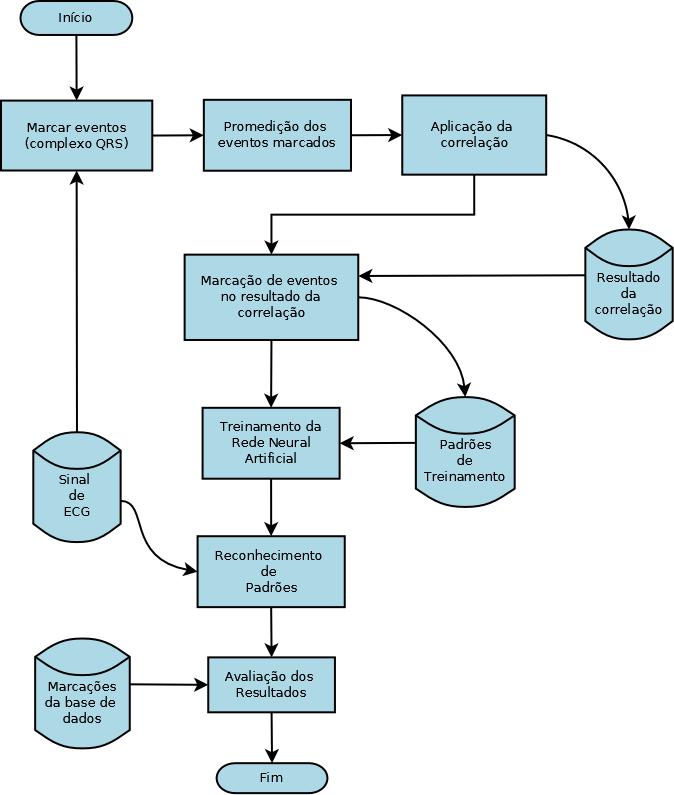 Início
Marcar eventos
(complexo QRS)
Promedição dos
eventos marcados
Aplicação da
correlação
Resultado
da
correlação
Marcação de eventos
no resultado da
correlação
Treinamento da
Rede Neural
Artificial
Padrões
de
Treinamento
Sinal
de
ECG
Reconhecimento
de
Padrões
Marcações
da base de
dados
Avaliação dos
Resultados
Fim